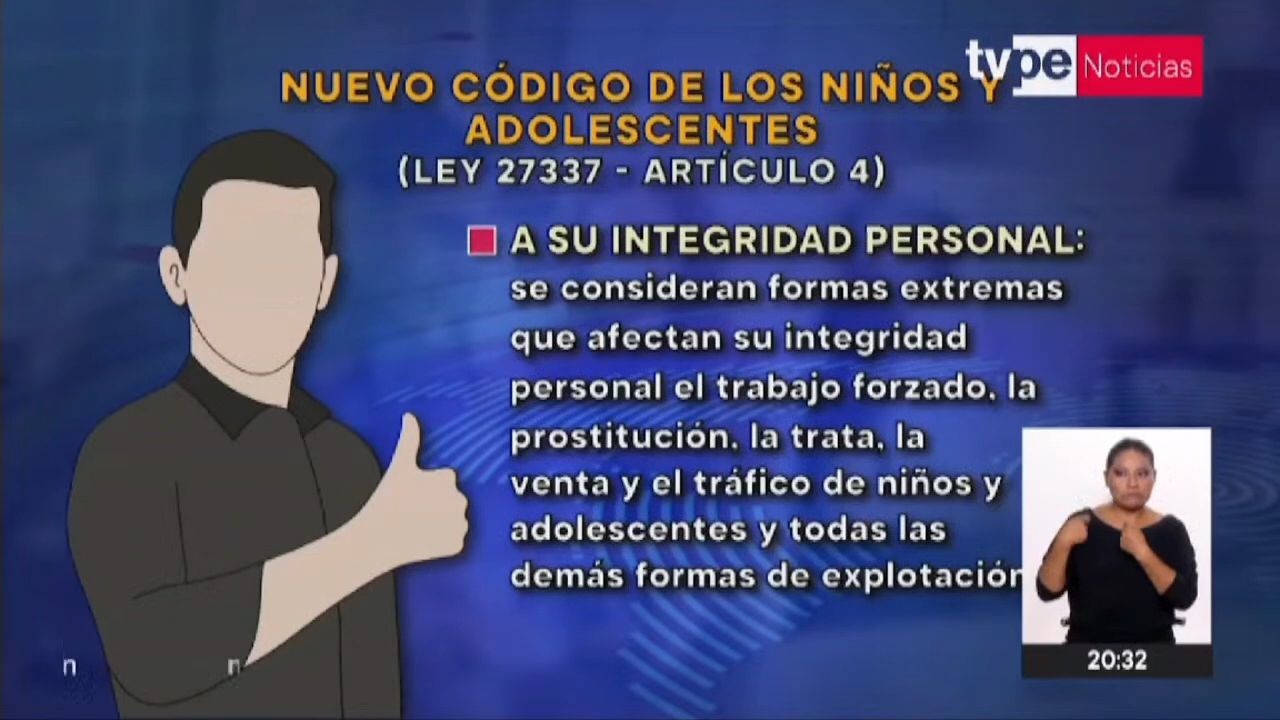 tvpe Noticias
NUEVO CÓDIGO DE LOS NIÑOS Y
ADOLESCENTES
(LEY 27337 - ARTÍCULO 4)
A SU INTEGRIDAD PERSONAL:
se consideran formas extremas
que afectan su integridad
personal el trabajo forzado, la
prostitución, la trata, la
venta y el tráfico de niños y
adolescentes y todas las
demás formas de explotación
20:32
n n